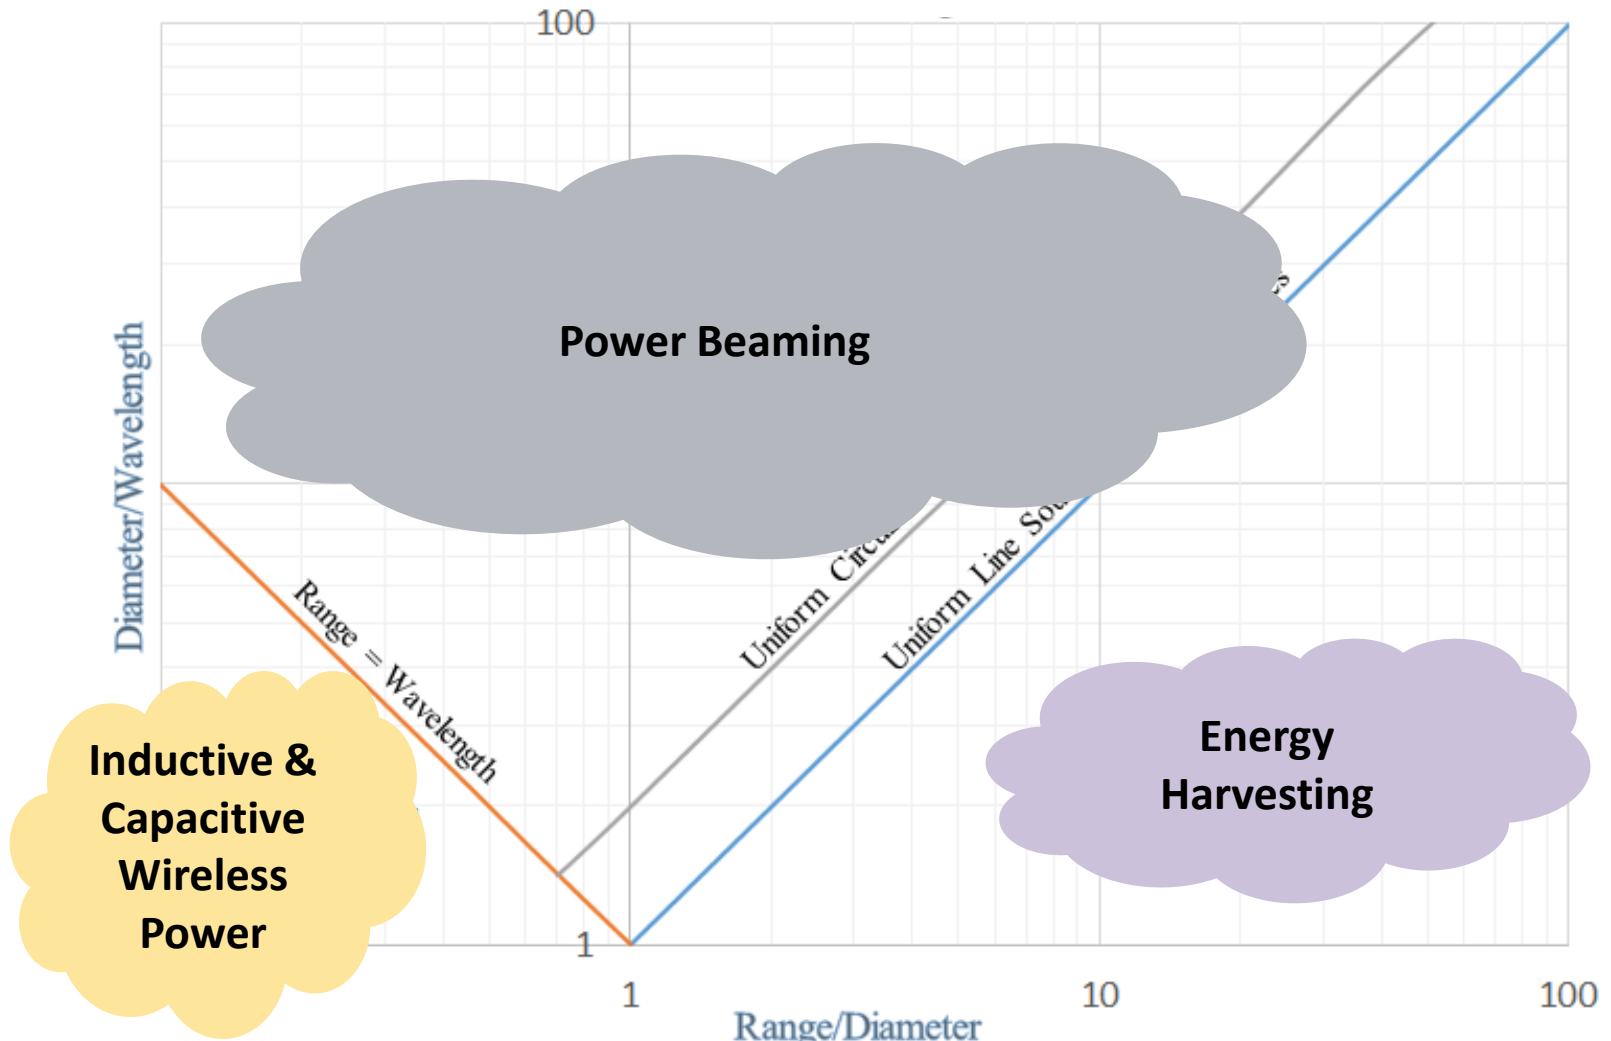 100
Power Beaming
Diameter/Wavelength
Range = Wavelength
Uniform
Uniform Line
Inductive &
Capacitive
Wireless
Power
Energy
Harvesting
1
1
10
100
Range/Diameter